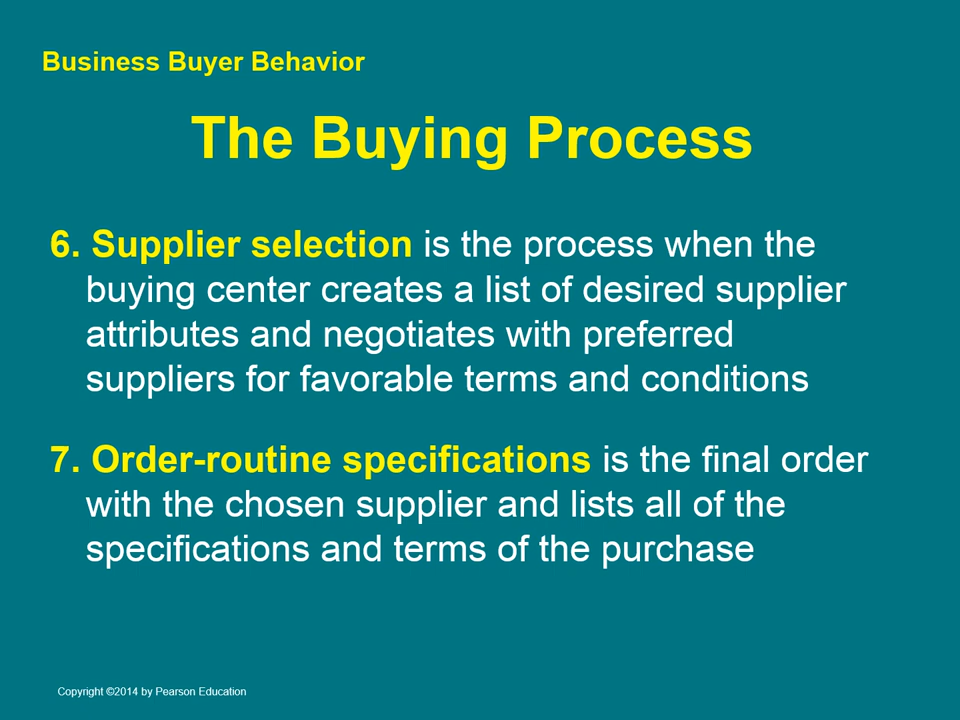 Business Buyer Behavior
The Buying Process
6. Supplier selection is the process when the
buying center creates a list of desired supplier
attributes and negotiates with preferred
suppliers for favorable terms and conditions
7. Order-routine specifications is the final order
with the chosen supplier and lists all of the
specifications and terms of the purchase
Copyright ©2014 by Pearson Education